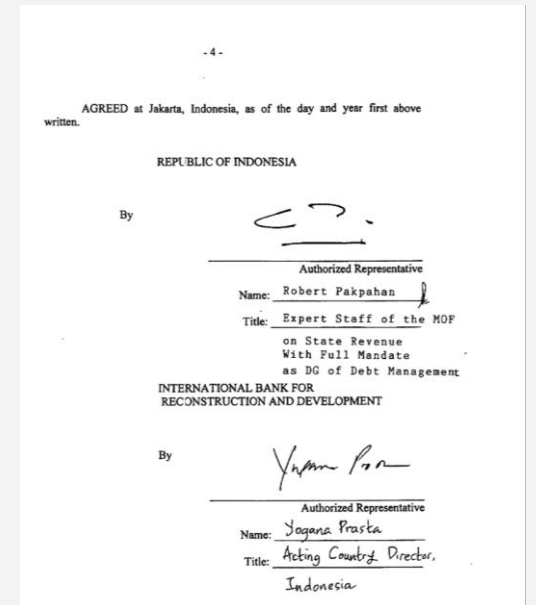 - 4 -
AGREED at Jakarta, Indonesia, as of the day and year first above
written.
REPUBLIC OF INDONESIA
By
Authorized Representative
Name: Robert Pakpahan
Title: Expert Staff of the MOF
on State Revenue
With Full Mandate
as DG of Debt Management
INTERNATIONAL BANK FOR
RECONSTRUCTION AND DEVELOPMENT
By
Authorized Representative
Name: Yogana Prasta
Title: Acting Country Director,
Indonesia